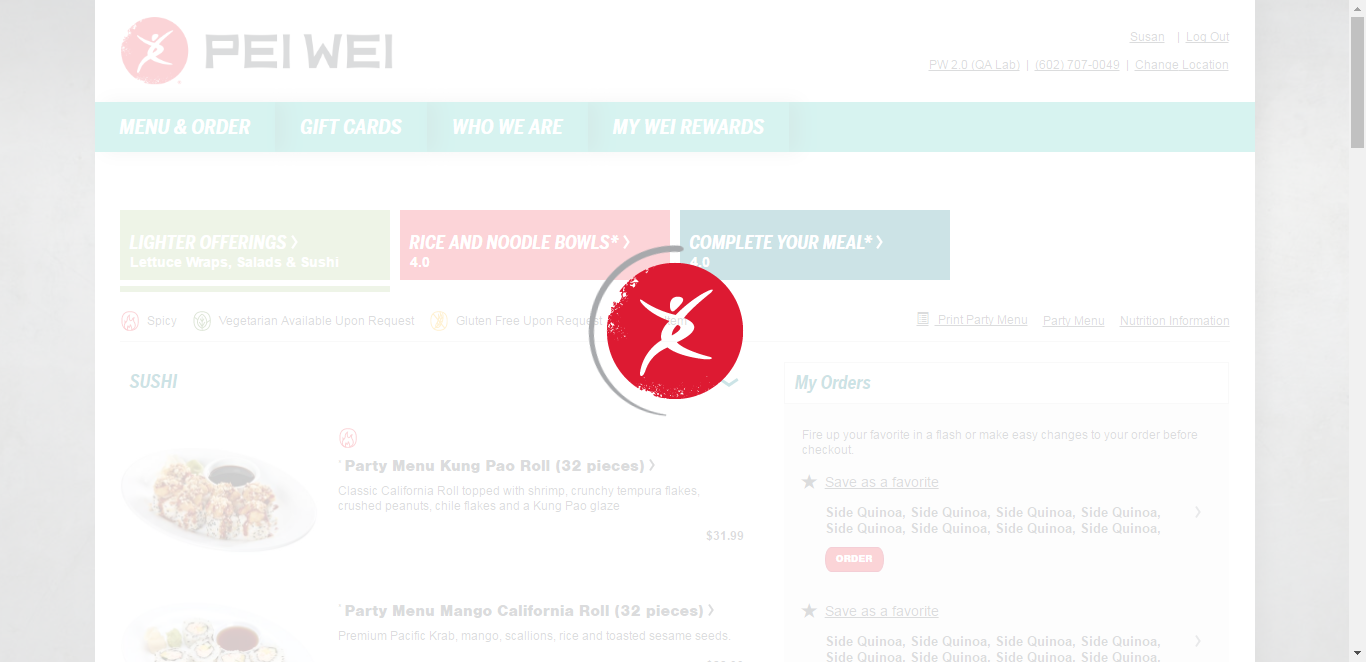 PEI WEI
Susan | Log Out
PW 2.0 (QA Lab) | (602) 707-0049 | Change Location
MENU & ORDER GIFT CARDS WHO WE ARE MY WEI REWARDS
LIGHTER OFFERINGS >
Lettuce Wraps, Salads & Sushi
RICE AND NOODLE BOWLS* >
4.0
COMPLETE YOUR MEAL* >
4.0
Spicy Vegetarian Available Upon Request Gluten Free Upon Request
Print Party Menu Party Menu Nutrition Information
SUSHI
*Party Menu Kung Pao Roll (32 pieces) >
Classic California Roll topped with shrimp, crunchy tempura flakes,
crushed peanuts, chile flakes and a Kung Pao glaze
$31.99
*Party Menu Mango California Roll (32 pieces) >
Premium Pacific Krab, mango, scallions, rice and toasted sesame seeds.
My Orders
Fire up your favorite in a flash or make easy changes to your order before
checkout.
Save as a favorite
Side Quinoa, Side Quinoa, Side Quinoa, Side Quinoa, >
Side Quinoa, Side Quinoa, Side Quinoa, Side Quinoa,
ORDER
Save as a favorite
Side Quinoa, Side Quinoa, Side Quinoa, Side Quinoa, >
Side Quinoa, Side Quinoa, Side Quinoa, Side Quinoa,